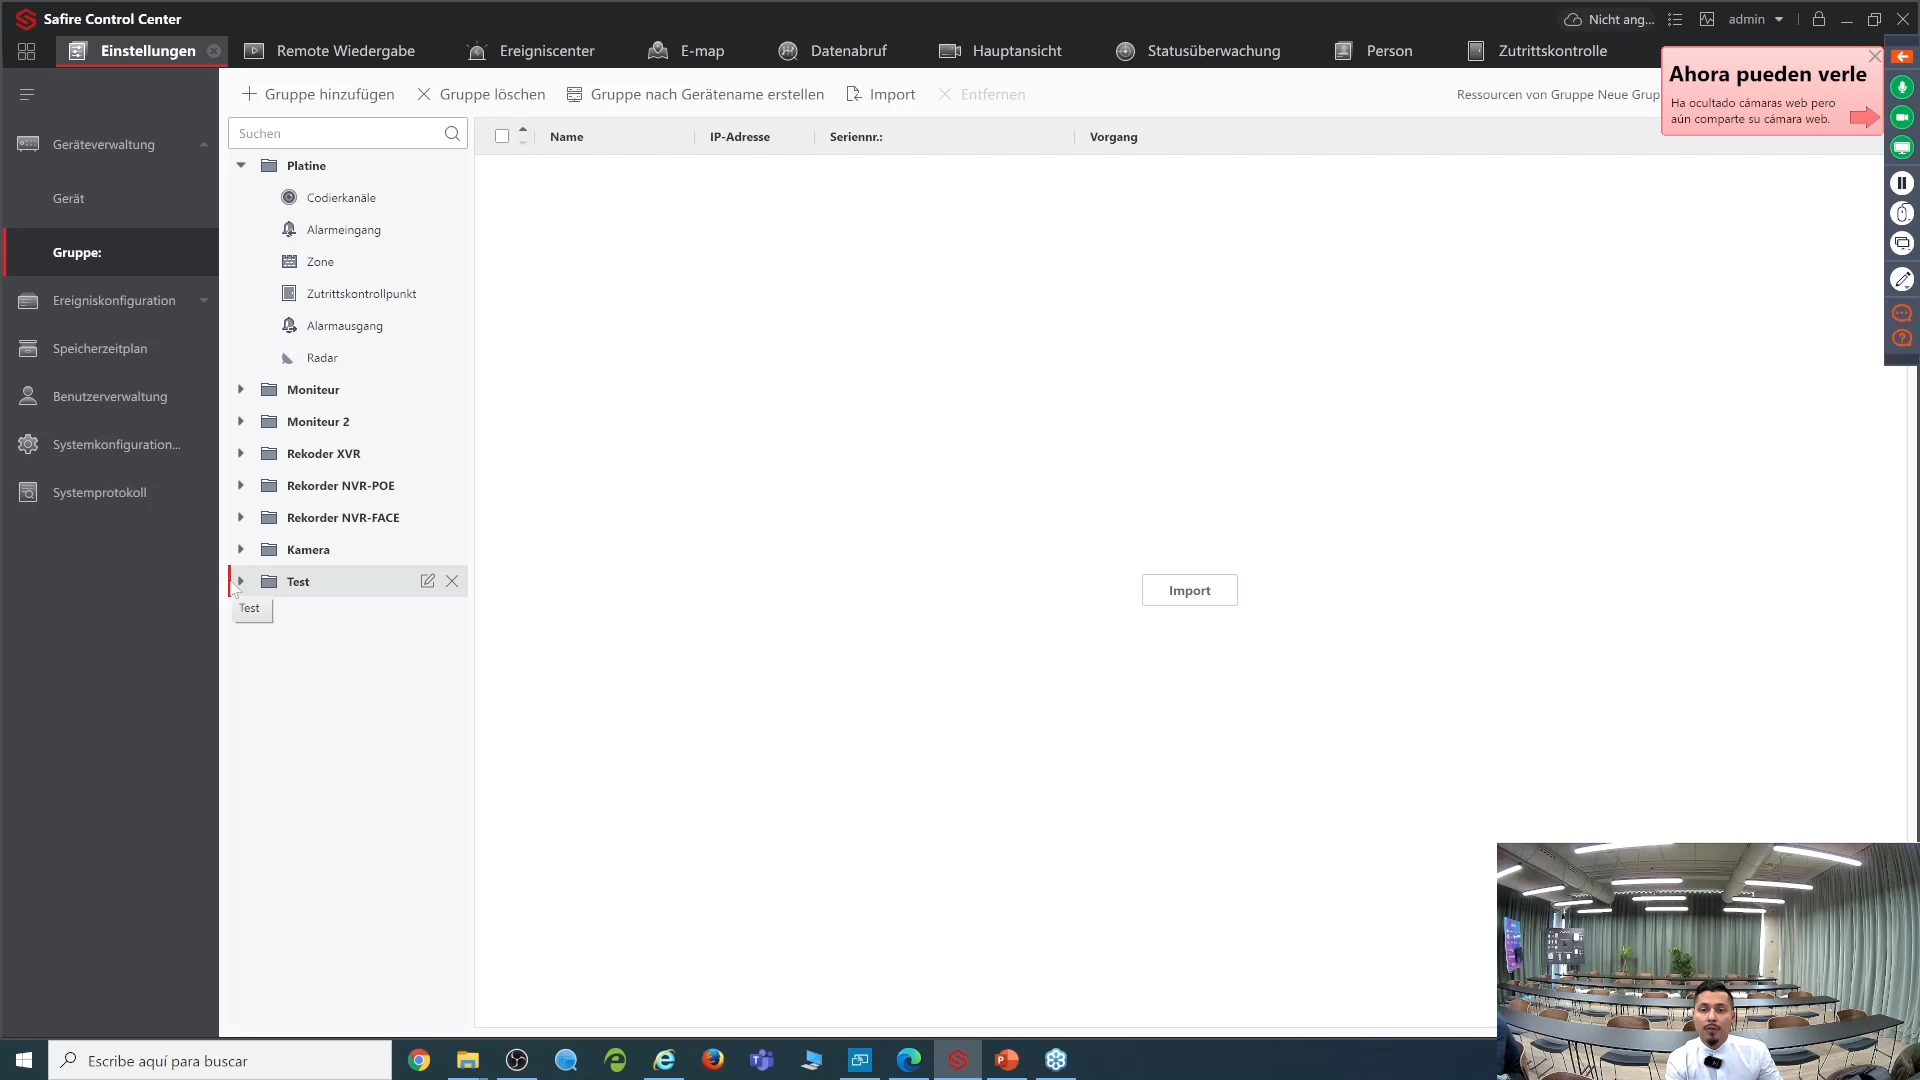 Safire Control Center
Nicht ang...
admin
Einstellungen
Remote Wiedergabe
Ereigniscenter
E-map
Datenabruf
Hauptansicht
Statusüberwachung
Person
Zutrittskontrolle
Ahora pueden verle
Ha ocultado cámaras web pero
aún comparte su cámara web.
Gruppe hinzufügen
Gruppe löschen
Gruppe nach Gerätename erstellen
Import
Entfernen
Ressourcen von Gruppe Neue Grup
Geräteverwaltung
Gerät
Gruppe:
Ereigniskonfiguration
Speicherzeitplan
Benutzerverwaltung
Systemkonfiguration...
Systemprotokoll
Suchen
Platine
Codierkanäle
Alarmeingang
Zone
Zutrittskontrollpunkt
Alarmausgang
Radar
Moniteur
Moniteur 2
Rekoder XVR
Rekorder NVR-POE
Rekorder NVR-FACE
Kamera
Test
Test
Name
IP-Adresse
Seriennr.:
Vorgang
Import
Escribe aquí para buscar